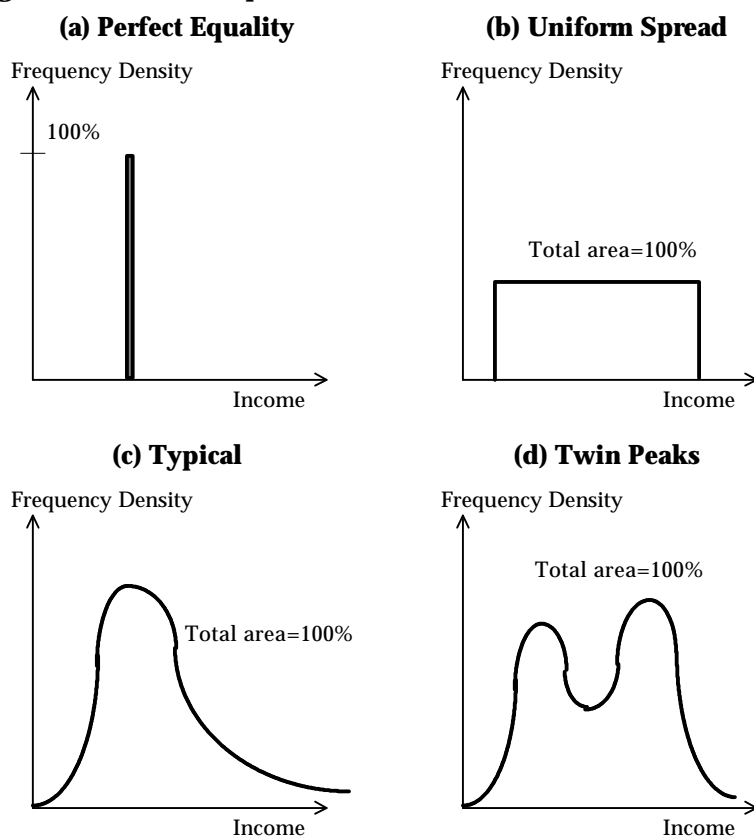 (a) Perfect Equality
(b) Uniform Spread
Frequency Density
Frequency Density
100%
Total area=100%
Income
Income
(c) Typical
(d) Twin Peaks
Frequency Density
Frequency Density
Total area=100%
Total area=100%
Income
Income